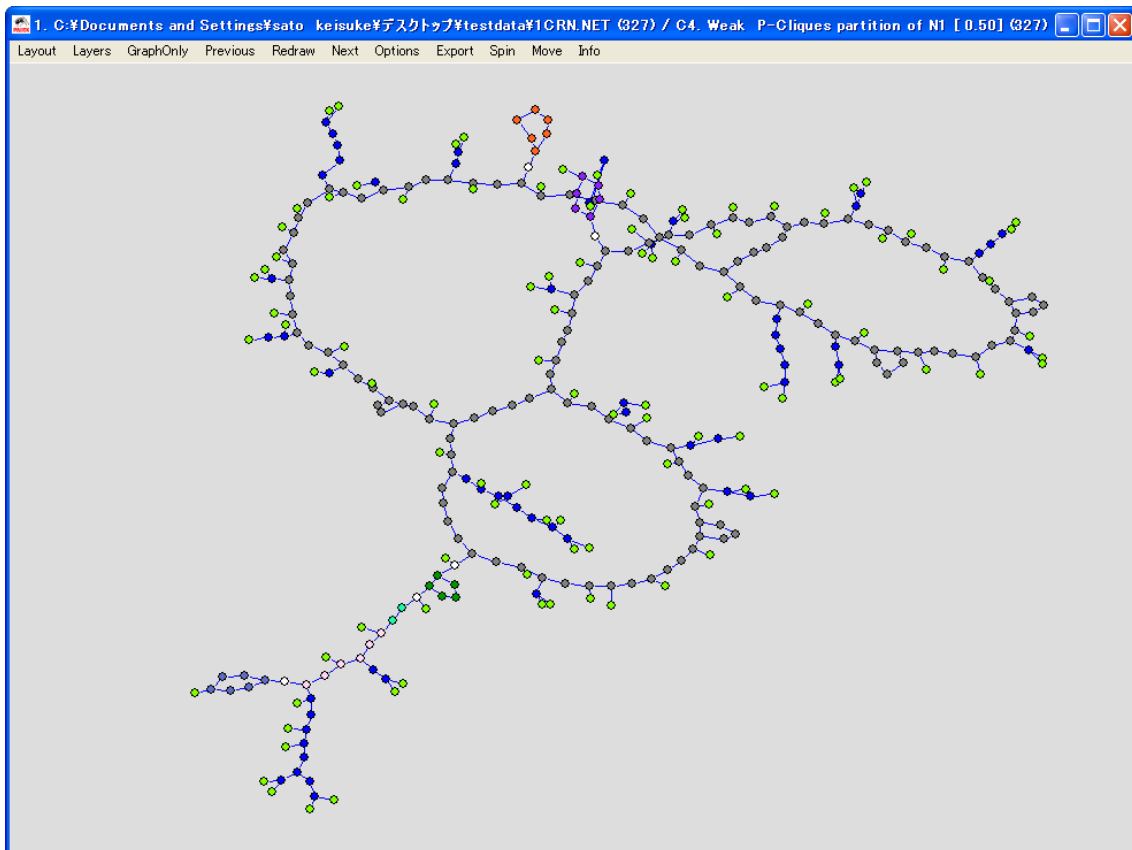 1. C:¥Documents and Settings¥sato keisuke¥デスクトップ¥testdata¥1CRN.NET (327) / C4. Weak P-Cliques partition of N1 [0.50] (327)
Layout Layers GraphOnly Previous Redraw Next Options Export Spin Move Info